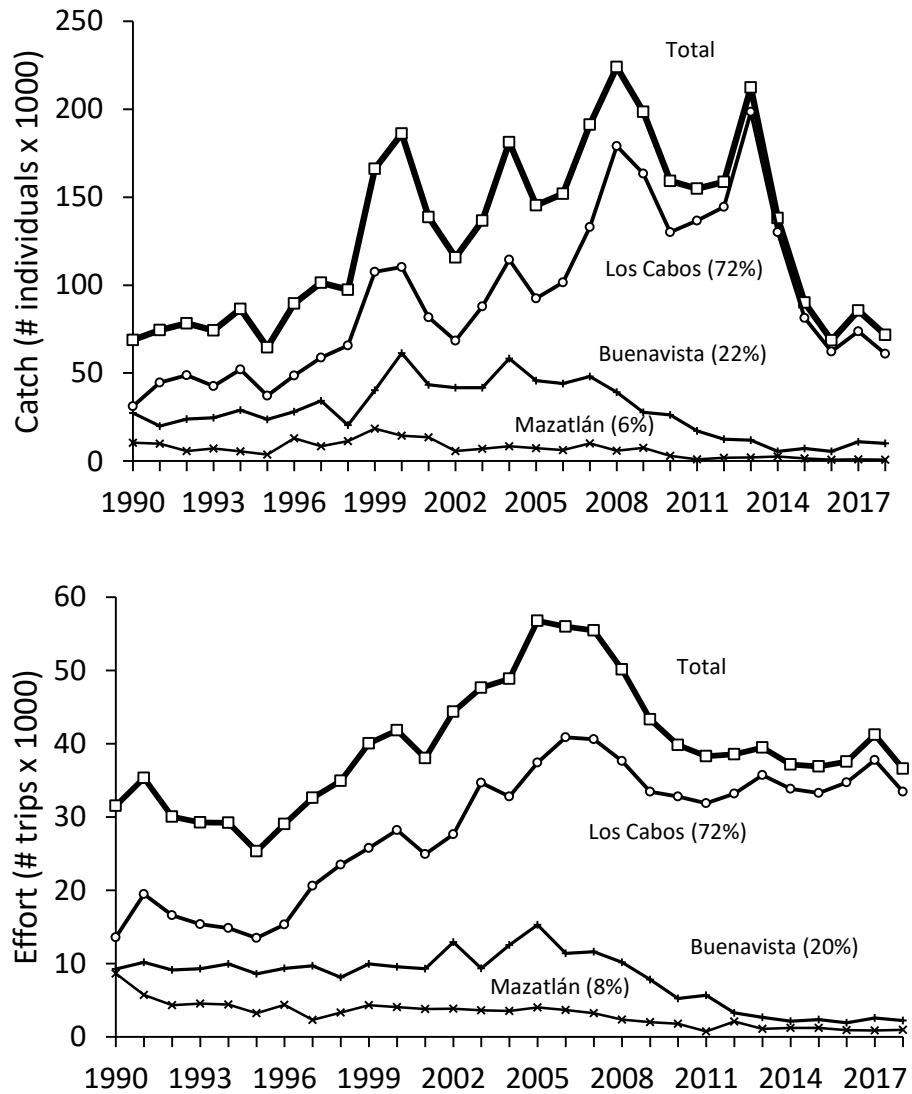 250
200
150
100
50
0
Catch (# individuals x 1000)
Total
Los Cabos (72%)
Buenavista (22%)
Mazatlán (6%)
1990 1993 1996 1999 2002 2005 2008 2011 2014 2017
60
50
40
30
20
10
0
Effort (# trips x 1000)
Total
Los Cabos (72%)
Buenavista (20%)
Mazatlán (8%)
1990 1993 1996 1999 2002 2005 2008 2011 2014 2017